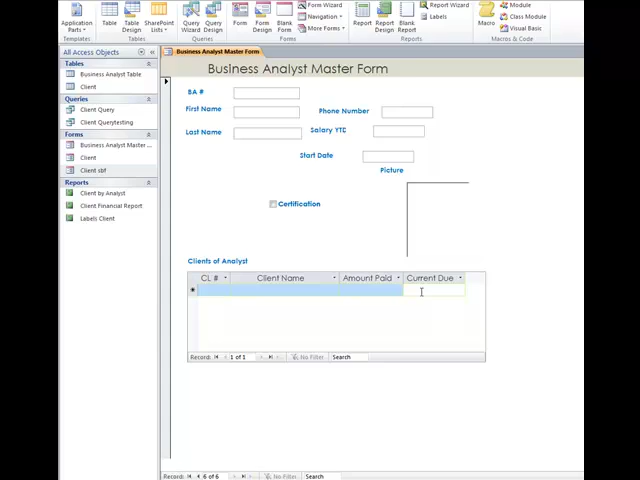 Form Wizard
Report Wizard
Module
Navigation
Labels
Class Module
More Forms
Visual Basic
Application Parts
Table
Table Design
SharePoint Lists
Query Wizard
Query Design
Form
Form Design
Blank Form
Report
Report Design
Blank Report
Macro
Templates
Tables
Queries
Forms
Reports
Macros & Code
All Access Objects
Tables
Business Analyst Table
Client
Queries
Client Query
Client Querytesting
Forms
Business Analyst Master ...
Client
Client sbf
Reports
Client by Analyst
Client Financial Report
Labels Client
Business Analyst Master Form
Business Analyst Master Form
BA #
First Name
Phone Number
Last Name
Salary YTD
Start Date
Picture
Certification
Clients of Analyst
CL #
Client Name
Amount Paid
Current Due
Record: 1 of 1 No Filter Search
Record: 6 of 6 No Filter Search